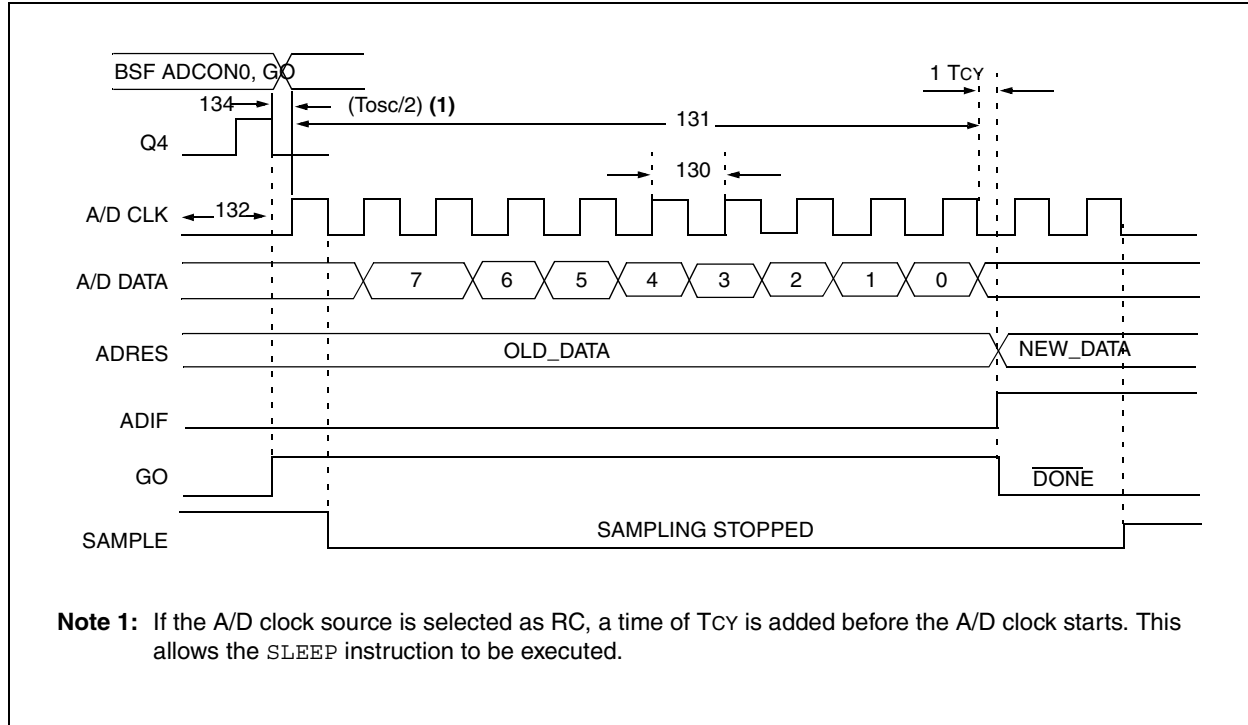 BSF ADCON0, GO
134
(Tosc/2) (1)
131
1 TCY
Q4
130
A/D CLK
132
A/D DATA
7 6 5 4 3 2 1 0
ADRES
OLD_DATA
NEW_DATA
ADIF
GO
DONE
SAMPLE
SAMPLING STOPPED
Note 1: If the A/D clock source is selected as RC, a time of TCY is added before the A/D clock starts. This
allows the SLEEP instruction to be executed.